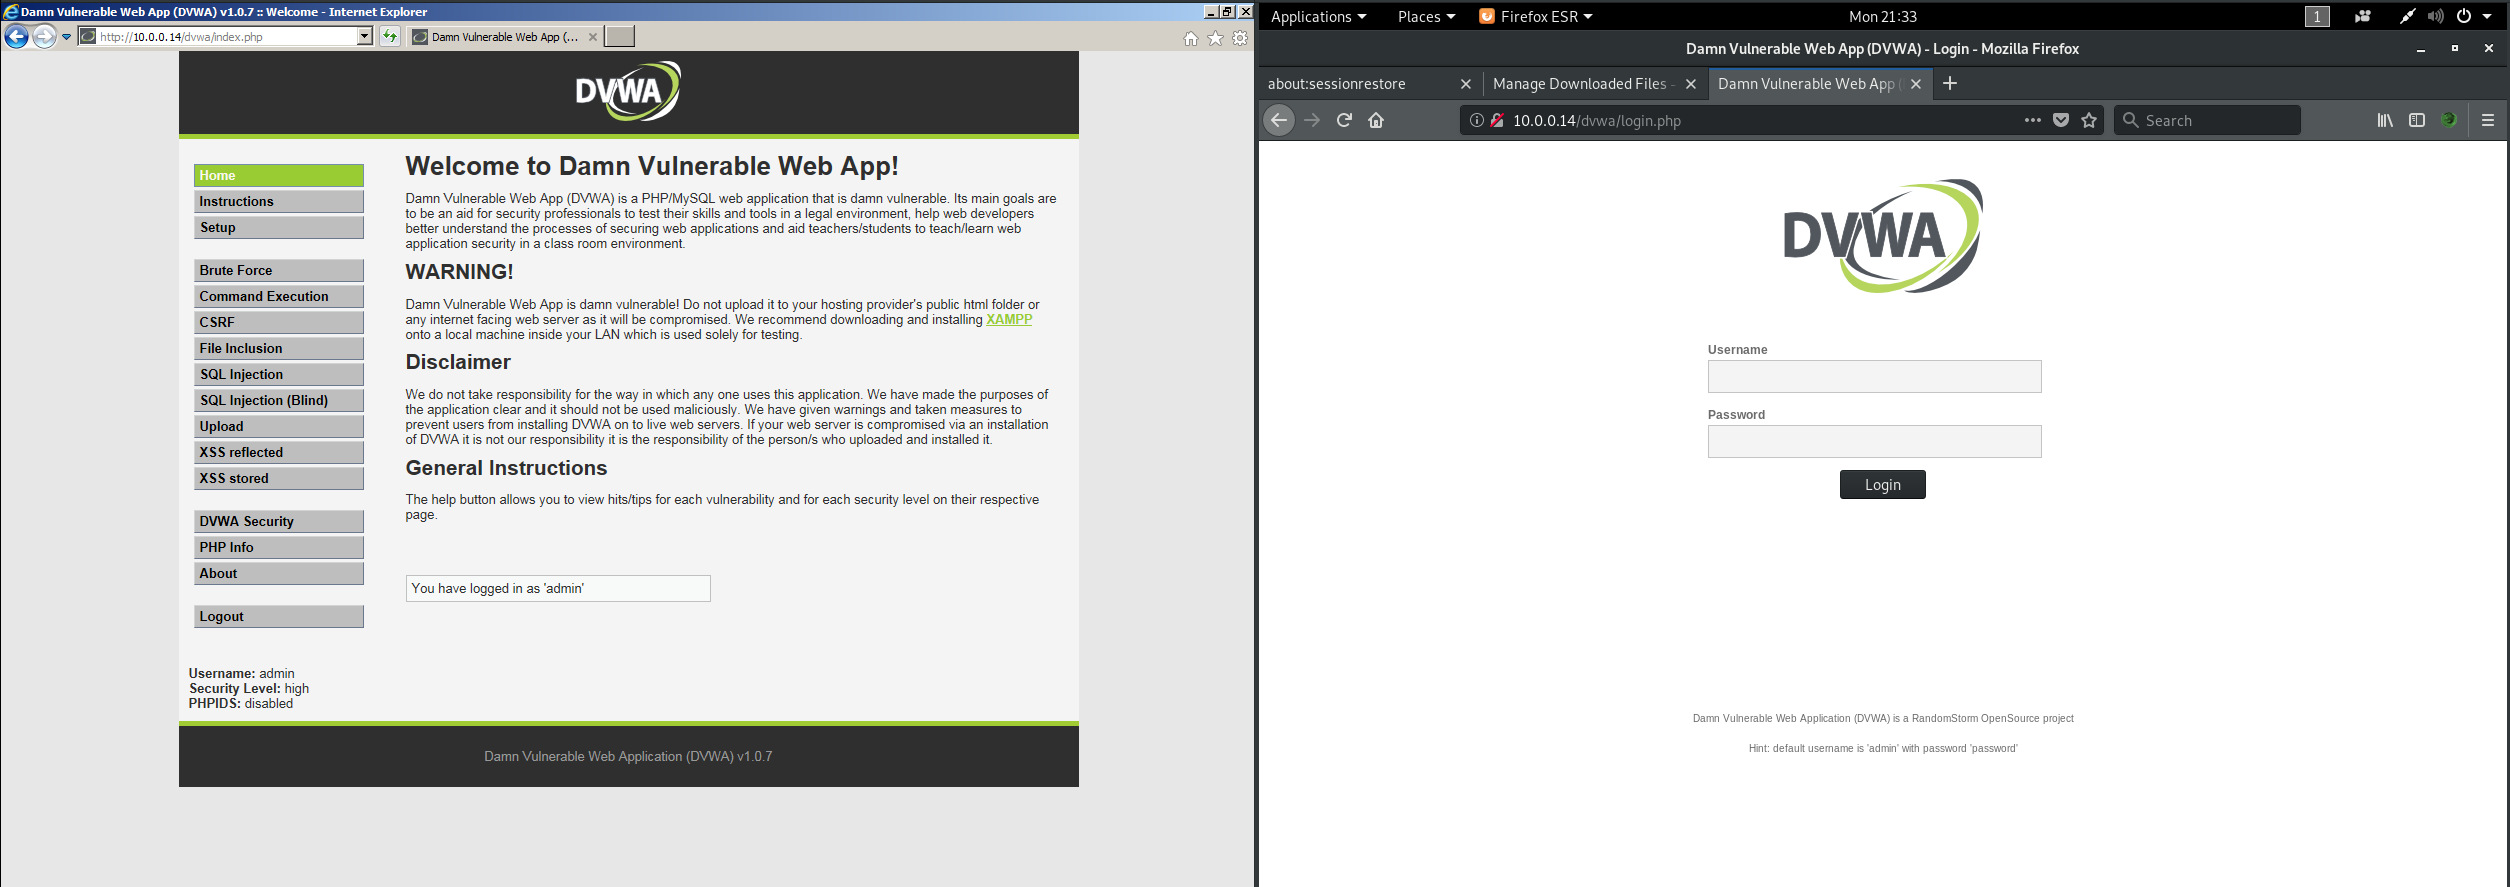 Damn Vulnerable Web App (DVWA) v1.0.7 :: Welcome - Internet Explorer
http://10.0.0.14/dvwa/index.php
Damn Vulnerable Web App (...
DVWA
Home
Instructions
Setup
Brute Force
Command Execution
CSRF
File Inclusion
SQL Injection
SQL Injection (Blind)
Upload
XSS reflected
XSS stored
DVWA Security
PHP Info
About
Logout
Username: admin
Security Level: high
PHPIDS: disabled
Welcome to Damn Vulnerable Web App!
Damn Vulnerable Web App (DVWA) is a PHP/MySQL web application that is damn vulnerable. Its main goals are
to be an aid for security professionals to test their skills and tools in a legal environment, help web developers
better understand the processes of securing web applications and aid teachers/students to teach/learn web
application security in a class room environment.
WARNING!
Damn Vulnerable Web App is damn vulnerable! Do not upload it to your hosting provider's public html folder or
any internet facing web server as it will be compromised. We recommend downloading and installing XAMPP
onto a local machine inside your LAN which is used solely for testing.
Disclaimer
We do not take responsibility for the way in which any one uses this application. We have made the purposes of
the application clear and it should not be used maliciously. We have given warnings and taken measures to
prevent users from installing DVWA on to live web servers. If your web server is compromised via an installation
of DVWA it is not our responsibility it is the responsibility of the person/s who uploaded and installed it.
General Instructions
The help button allows you to view hits/tips for each vulnerability and for each security level on their respective
page.
You have logged in as 'admin'
Damn Vulnerable Web Application (DVWA) v1.0.7
Applications Places Firefox ESR Mon 21:33 1
Damn Vulnerable Web App (DVWA) - Login - Mozilla Firefox
about:sessionrestore Manage Downloaded Files - Damn Vulnerable Web App (
10.0.0.14/dvwa/login.php Search
DVWA
Username
Password
Login
Damn Vulnerable Web Application (DVWA) is a RandomStorm OpenSource project
Hint: default username is 'admin' with password 'password'